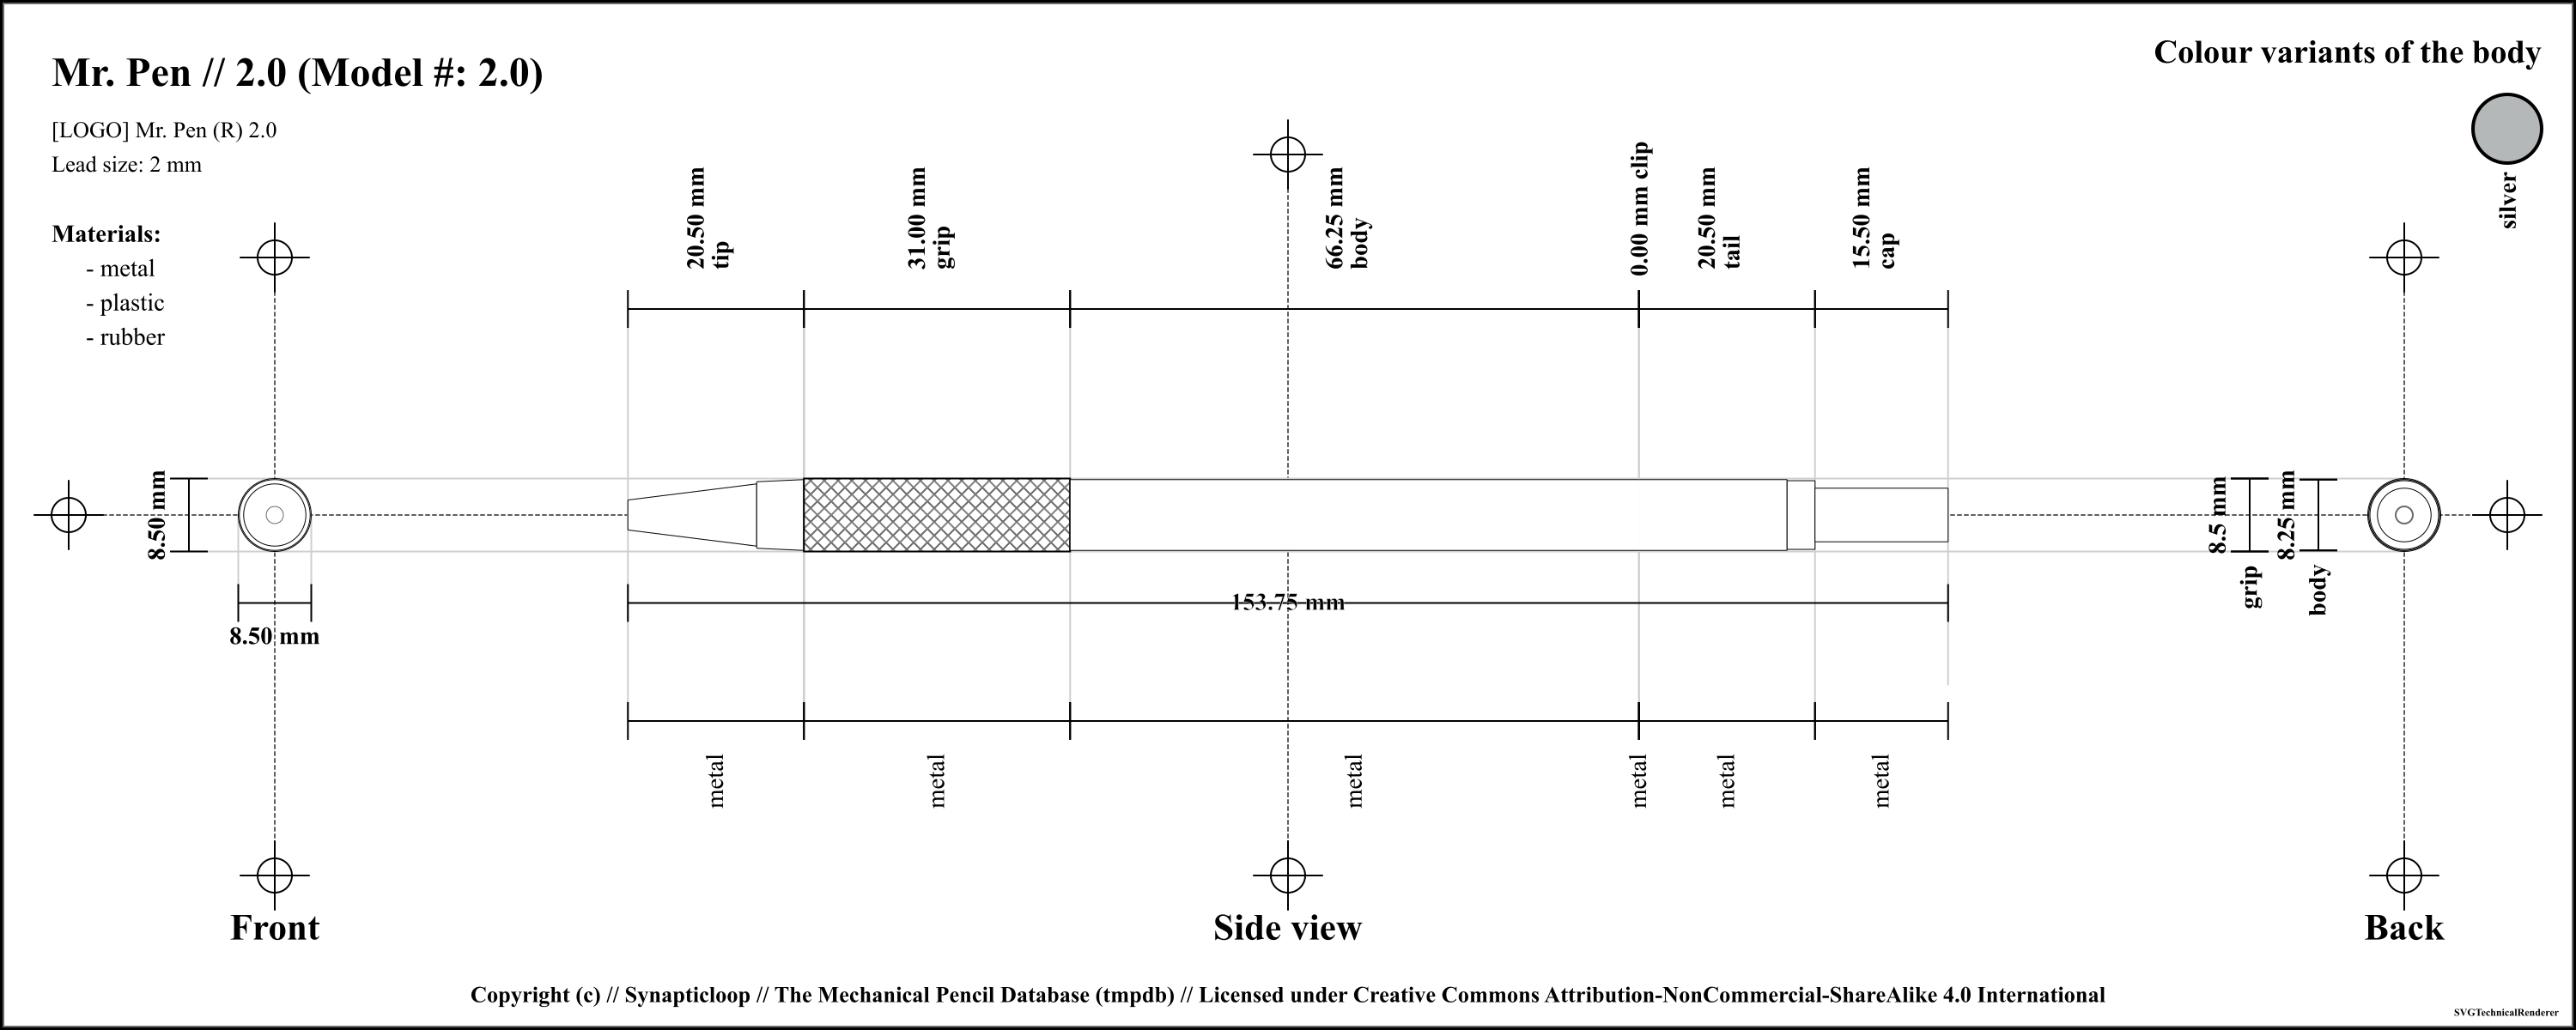 Mr. Pen // 2.0 (Model #: 2.0)
Colour variants of the body
[LOGO] Mr. Pen (R) 2.0
Lead size: 2 mm
silver
Materials:
- metal
- plastic
- rubber
20.50 mm
tip
31.00 mm
grip
66.25 mm
body
0.00 mm clip
20.50 mm
tail
15.50 mm
cap
8.50 mm
8.50 mm
153.75 mm
8.5 mm
grip
8.25 mm
body
metal
metal
metal
metal
metal
metal
Front
Side view
Back
Copyright (c) // Synapticloop // The Mechanical Pencil Database (tmpdb) // Licensed under Creative Commons Attribution-NonCommercial-ShareAlike 4.0 International
SVGTechnicalRenderer